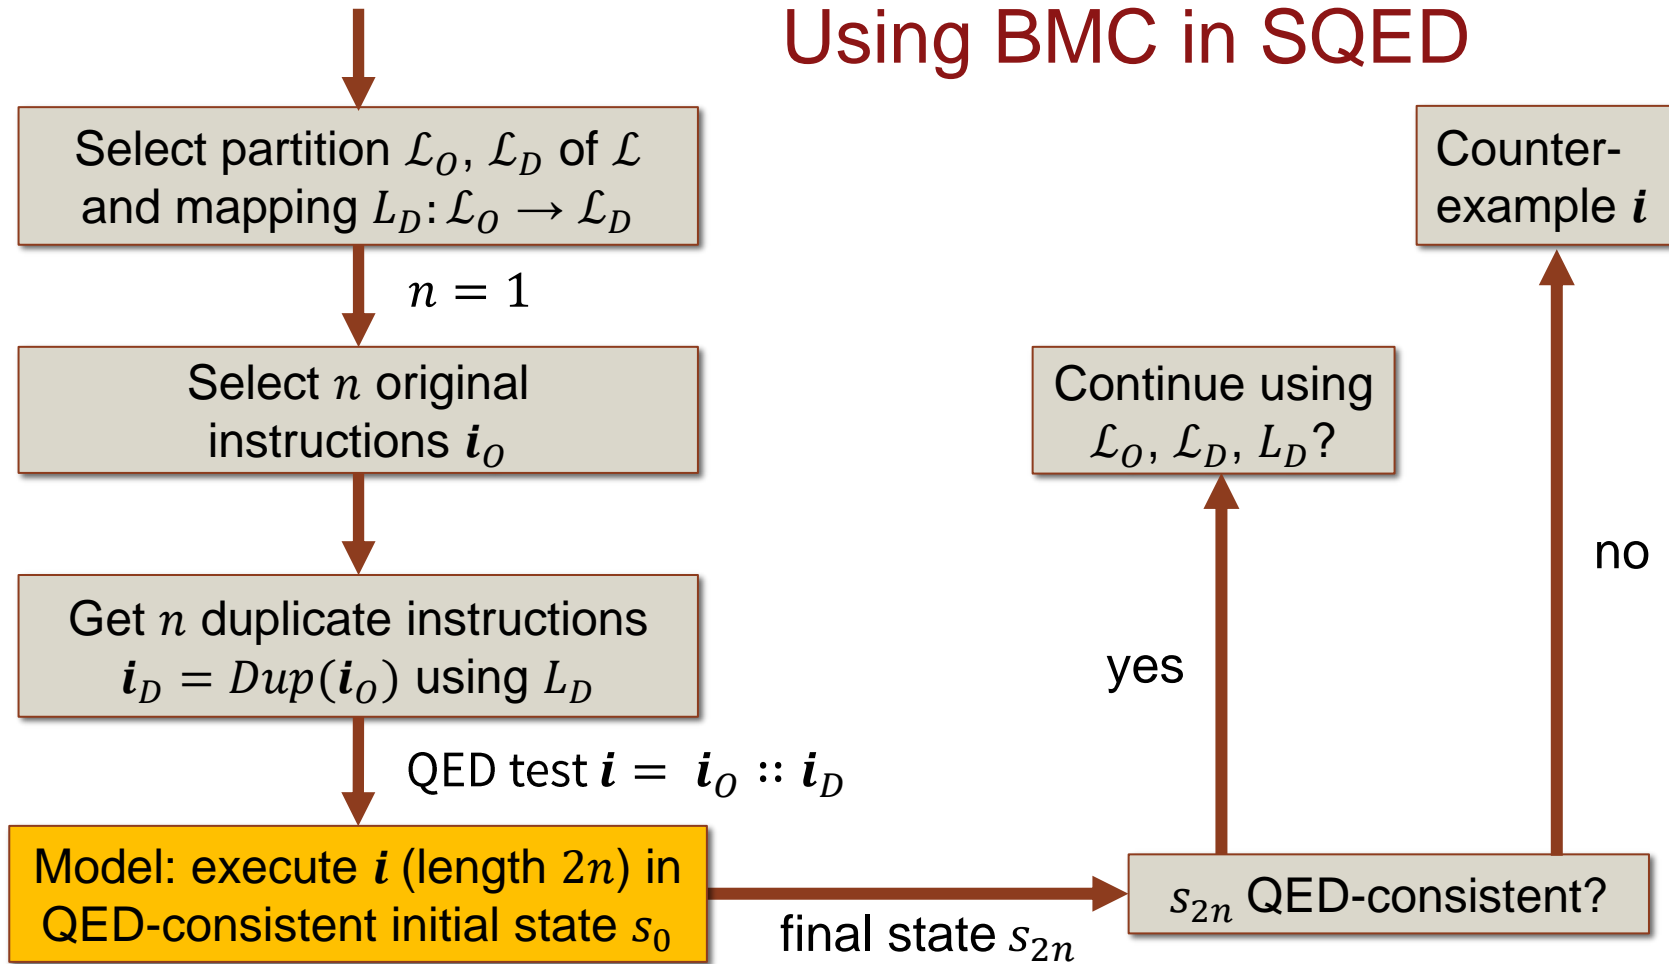 Using BMC in SQED
Select partition ℒ_O, ℒ_D of ℒ
and mapping L_D: ℒ_O → ℒ_D
n = 1
Select n original
instructions i_O
Get n duplicate instructions
i_D = Dup(i_O) using L_D
QED test i = i_O :: i_D
Model: execute i (length 2n) in
QED-consistent initial state s_0
final state s_2n
s_2n QED-consistent?
yes
no
Continue using
ℒ_O, ℒ_D, L_D?
Counter-
example i